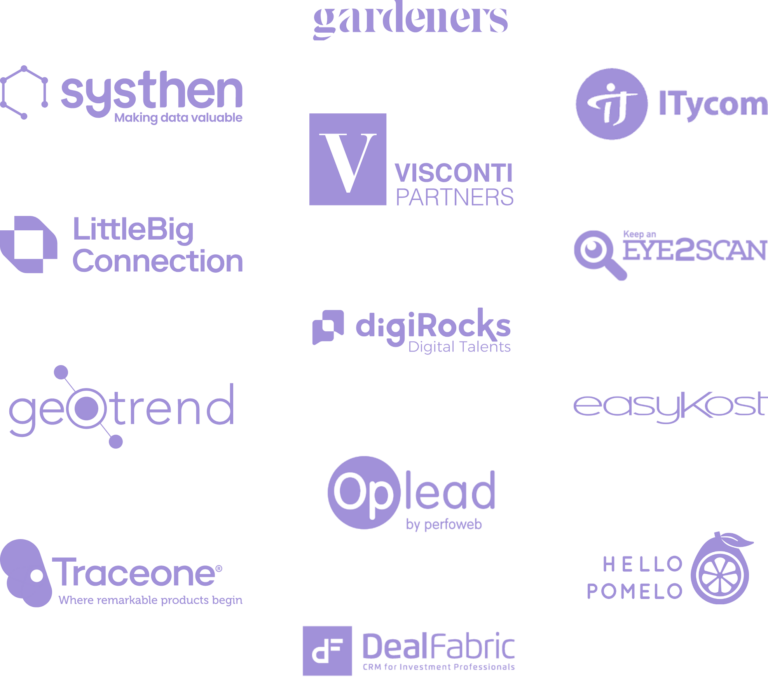 gardeners
systhen
Making data valuable
ITycom
V
VISCONTI
PARTNERS
LittleBig
Connection
Keep an
EYE2SCAN
digiRocks
Digital Talents
geotrend
easyKost
Oplead
by perfoweb
Traceone®
Where remarkable products begin
HELLO
POMELO
dF DealFabric
CRM for Investment Professionals